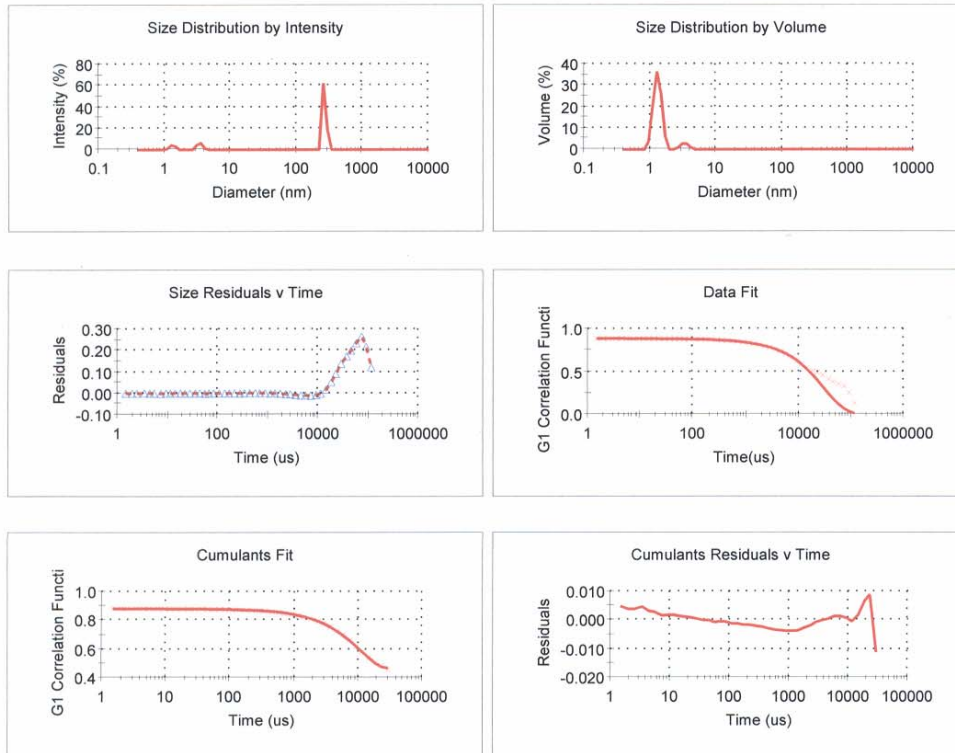 Size Distribution by Intensity
Intensity (%)
80
60
40
20
0
0.1 1 10 100 1000 10000
Diameter (nm)
Size Distribution by Volume
Volume (%)
40
30
20
10
0
0.1 1 10 100 1000 10000
Diameter (nm)
Size Residuals v Time
Residuals
0.30
0.20
0.10
0.00
-0.10
1 100 10000 1000000
Time (us)
Data Fit
G1 Correlation Functi
1.0
0.5
0.0
1 100 10000 1000000
Time(us)
Cumulants Fit
G1 Correlation Functi
1.0
0.8
0.6
0.4
1 10 100 1000 10000 100000
Time (us)
Cumulants Residuals v Time
Residuals
0.010
0.000
-0.010
-0.020
1 10 100 1000 10000 100000
Time (us)